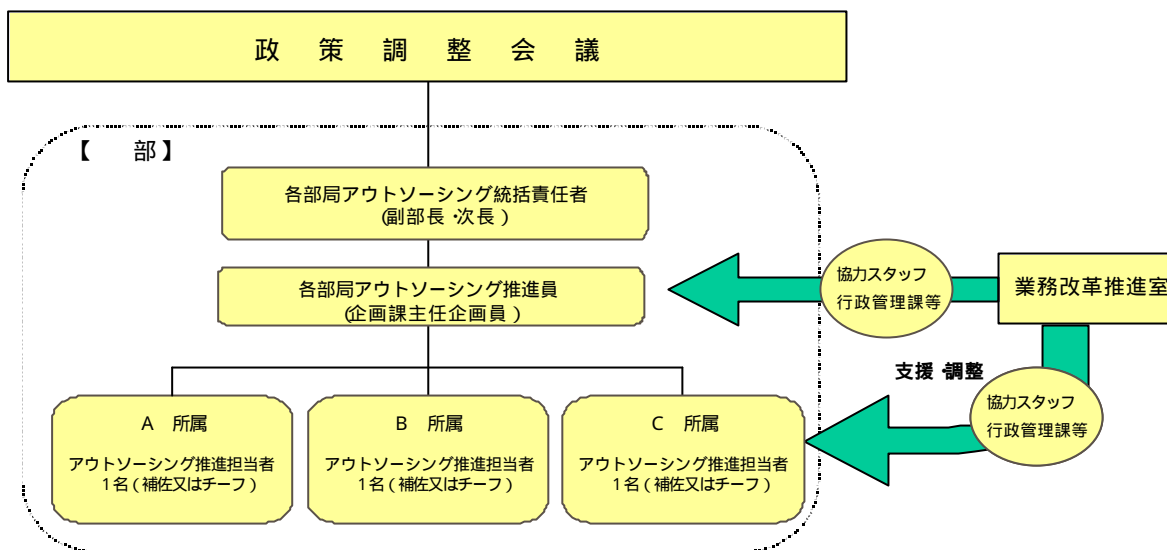 政策調整会議
【　部】
各部局アウトソーシング統括責任者
(副部長・次長)
各部局アウトソーシング推進員
(企画課主任企画員)
協力スタッフ
行政管理課等
業務改革推進室
支援・調整
協力スタッフ
行政管理課等
A 所属
アウトソーシング推進担当者
1名(補佐又はチーフ)
B 所属
アウトソーシング推進担当者
1名(補佐又はチーフ)
C 所属
アウトソーシング推進担当者
1名(補佐又はチーフ)